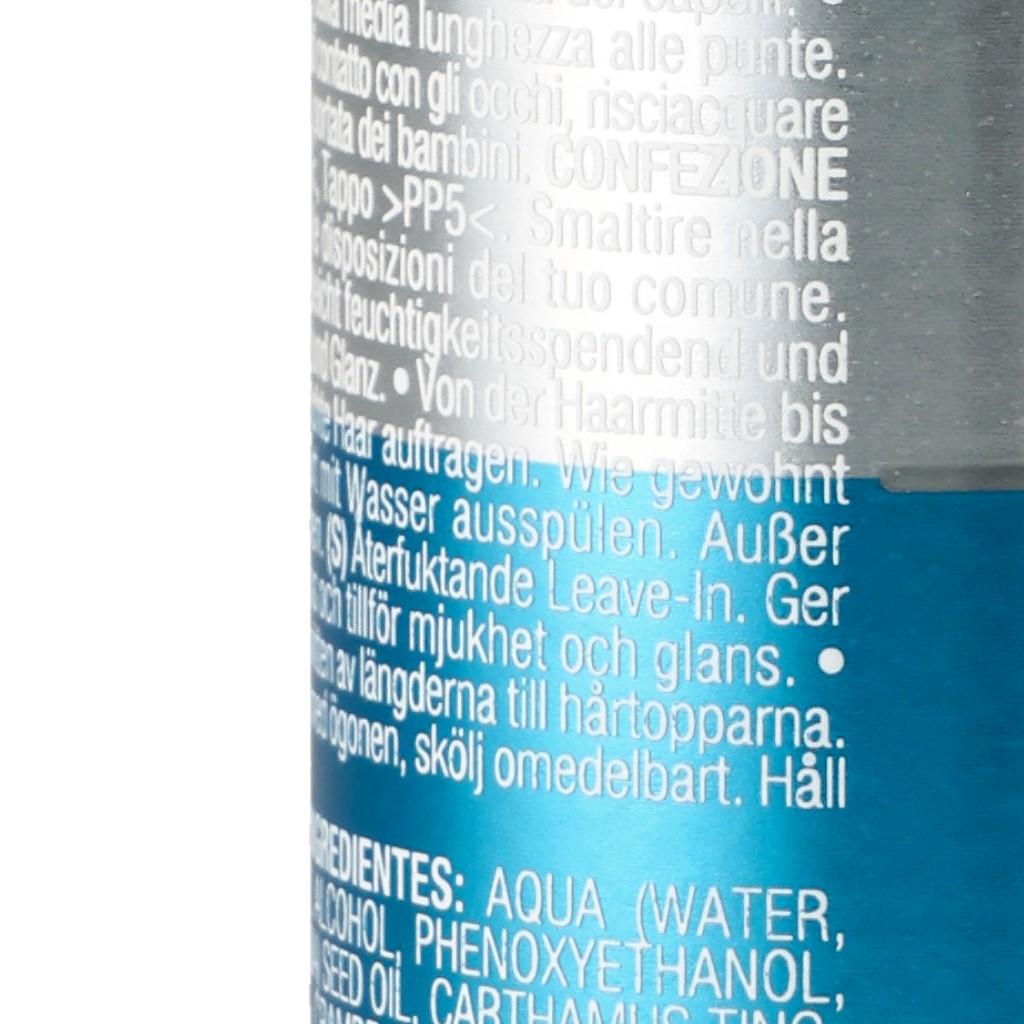 media lunghezza alle punte.
con gli occhi, risciacquare
dei bambini. CONFEZIONE
Tappo >PP5<. Smaltire nella
disposizioni del tuo comune.
feuchtigkeitsspendend und
Glanz. • Von der Haarmitte bis
Haar auftragen. Wie gewohnt
mit Wasser ausspülen. Außer
(S) Återfuktande Leave-In. Ger
och tillför mjukhet och glans. •
av längderna till hårtopparna.
ögonen, skölj omedelbart. Håll
AQUA (WATER,
ALCOHOL, PHENOXYETHANOL,
SEED OIL, CARTHAMUS